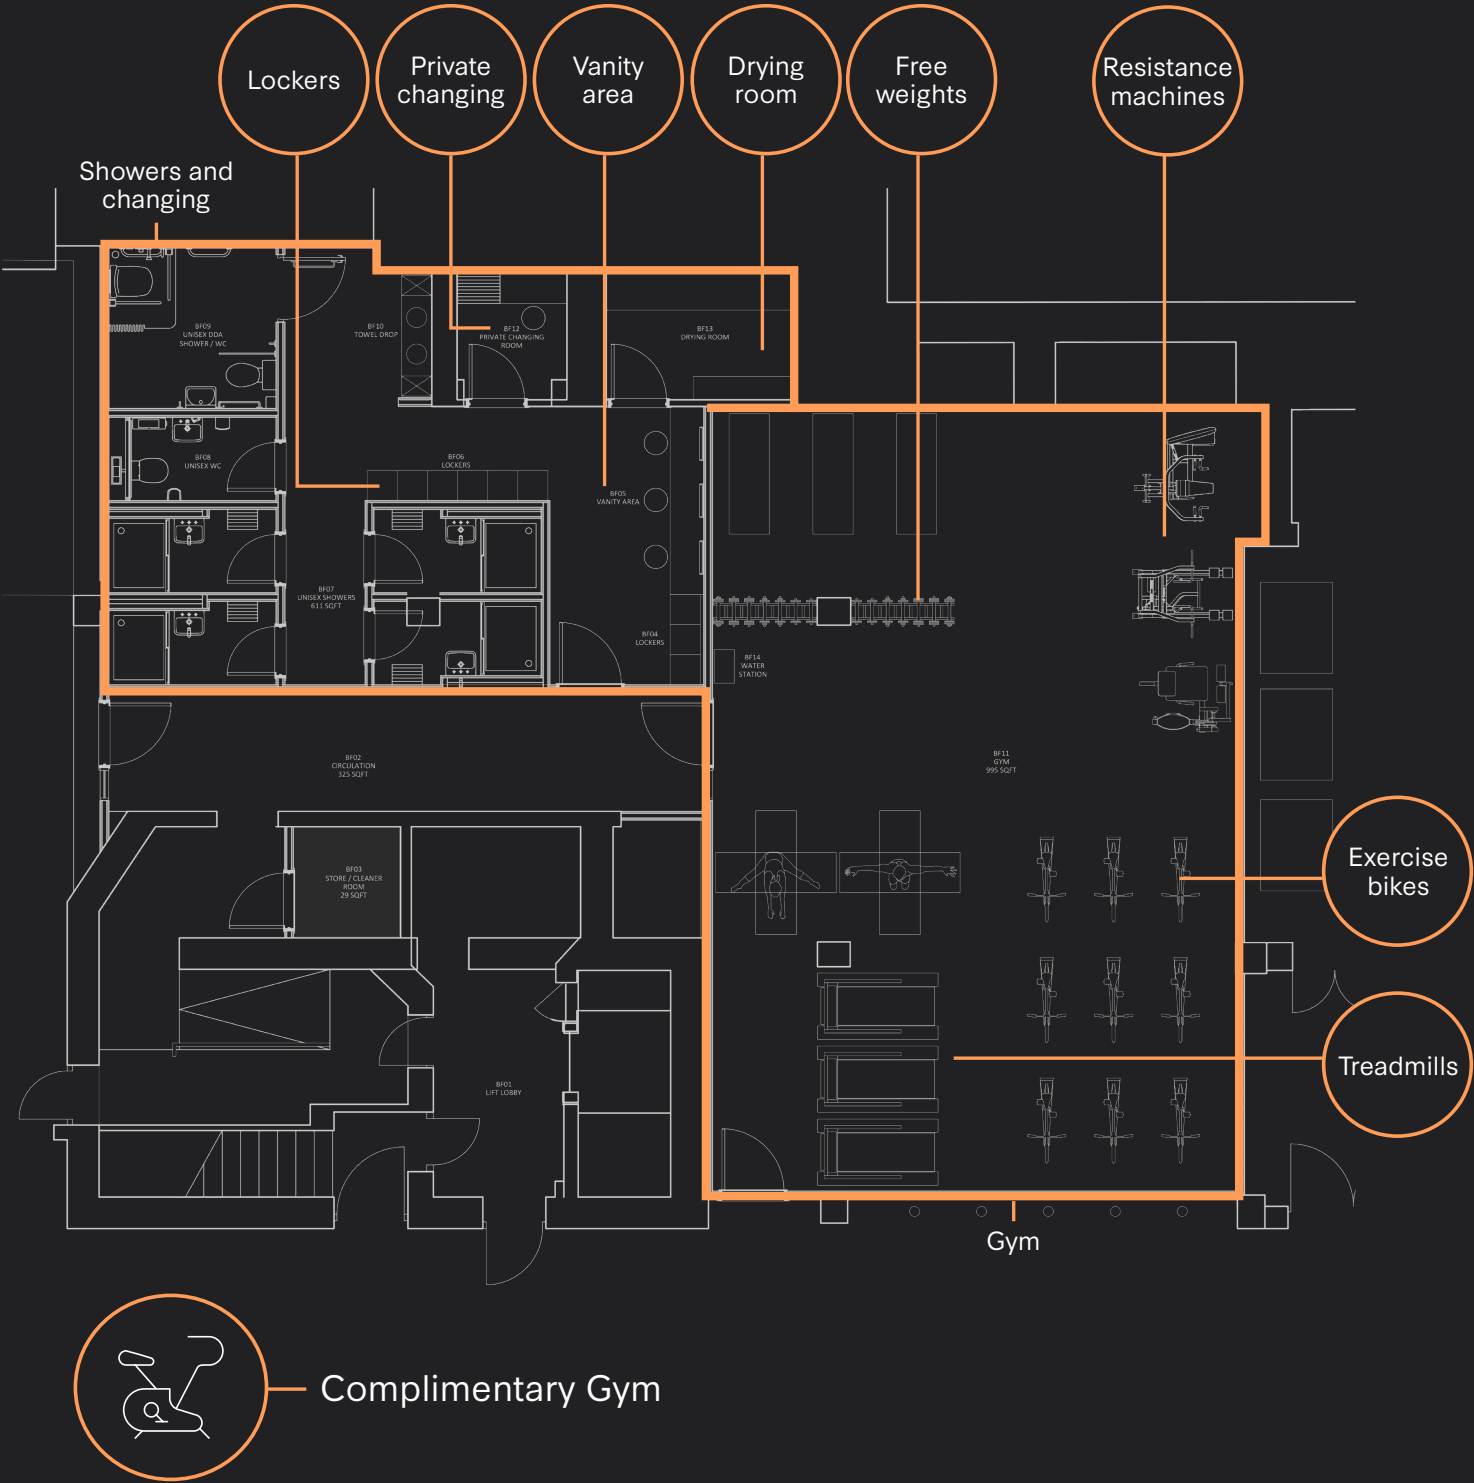 Lockers
Private
changing
Vanity
area
Drying
room
Free
weights
Resistance
machines
Showers and
changing
BF09
UNISEX DDA
SHOWER / WC
BF10
TOWEL DROP
BF12
PRIVATE CHANGING
ROOM
BF13
DRYING ROOM
BF08
UNISEX WC
BF06
LOCKERS
BF05
VANITY AREA
BF07
UNISEX SHOWERS
611 SQFT
BF04
LOCKERS
BF14
WATER
STATION
BF02
CIRCULATION
325 SQFT
BF11
GYM
995 SQFT
BF03
STORE / CLEANER
ROOM
29 SQFT
Exercise
bikes
BF01
LIFT LOBBY
Treadmills
Gym
Complimentary Gym